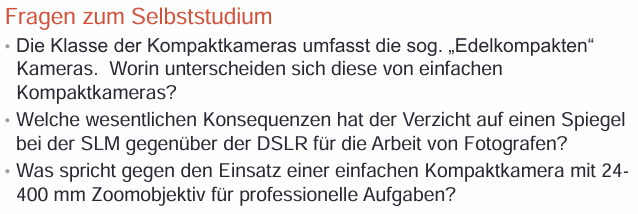 Fragen zum Selbststudium
• Die Klasse der Kompaktkameras umfasst die sog. „Edelkompakten“
Kameras. Worin unterscheiden sich diese von einfachen
Kompaktkameras?
• Welche wesentlichen Konsequenzen hat der Verzicht auf einen Spiegel
bei der SLM gegenüber der DSLR für die Arbeit von Fotografen?
• Was spricht gegen den Einsatz einer einfachen Kompaktkamera mit 24-
400 mm Zoomobjektiv für professionelle Aufgaben?